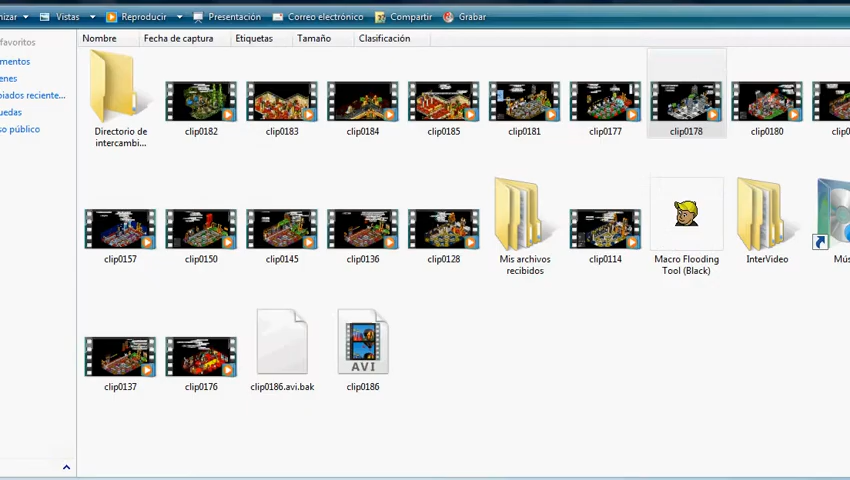 nizar Vistas Reproducir Presentación Correo electrónico Compartir Grabar
favoritos
mentos
enes
piados reciente...
uedas
so público
Nombre Fecha de captura Etiquetas Tamaño Clasificación
Directorio de intercambi...
clip0182
clip0183
clip0184
clip0185
clip0181
clip0177
clip0178
clip0180
clip0
clip0157
clip0150
clip0145
clip0136
clip0128
Mis archivos
recibidos
clip0114
Macro Flooding
Tool (Black)
InterVideo
Mús
clip0137
clip0176
clip0186.avi.bak
AVI
clip0186